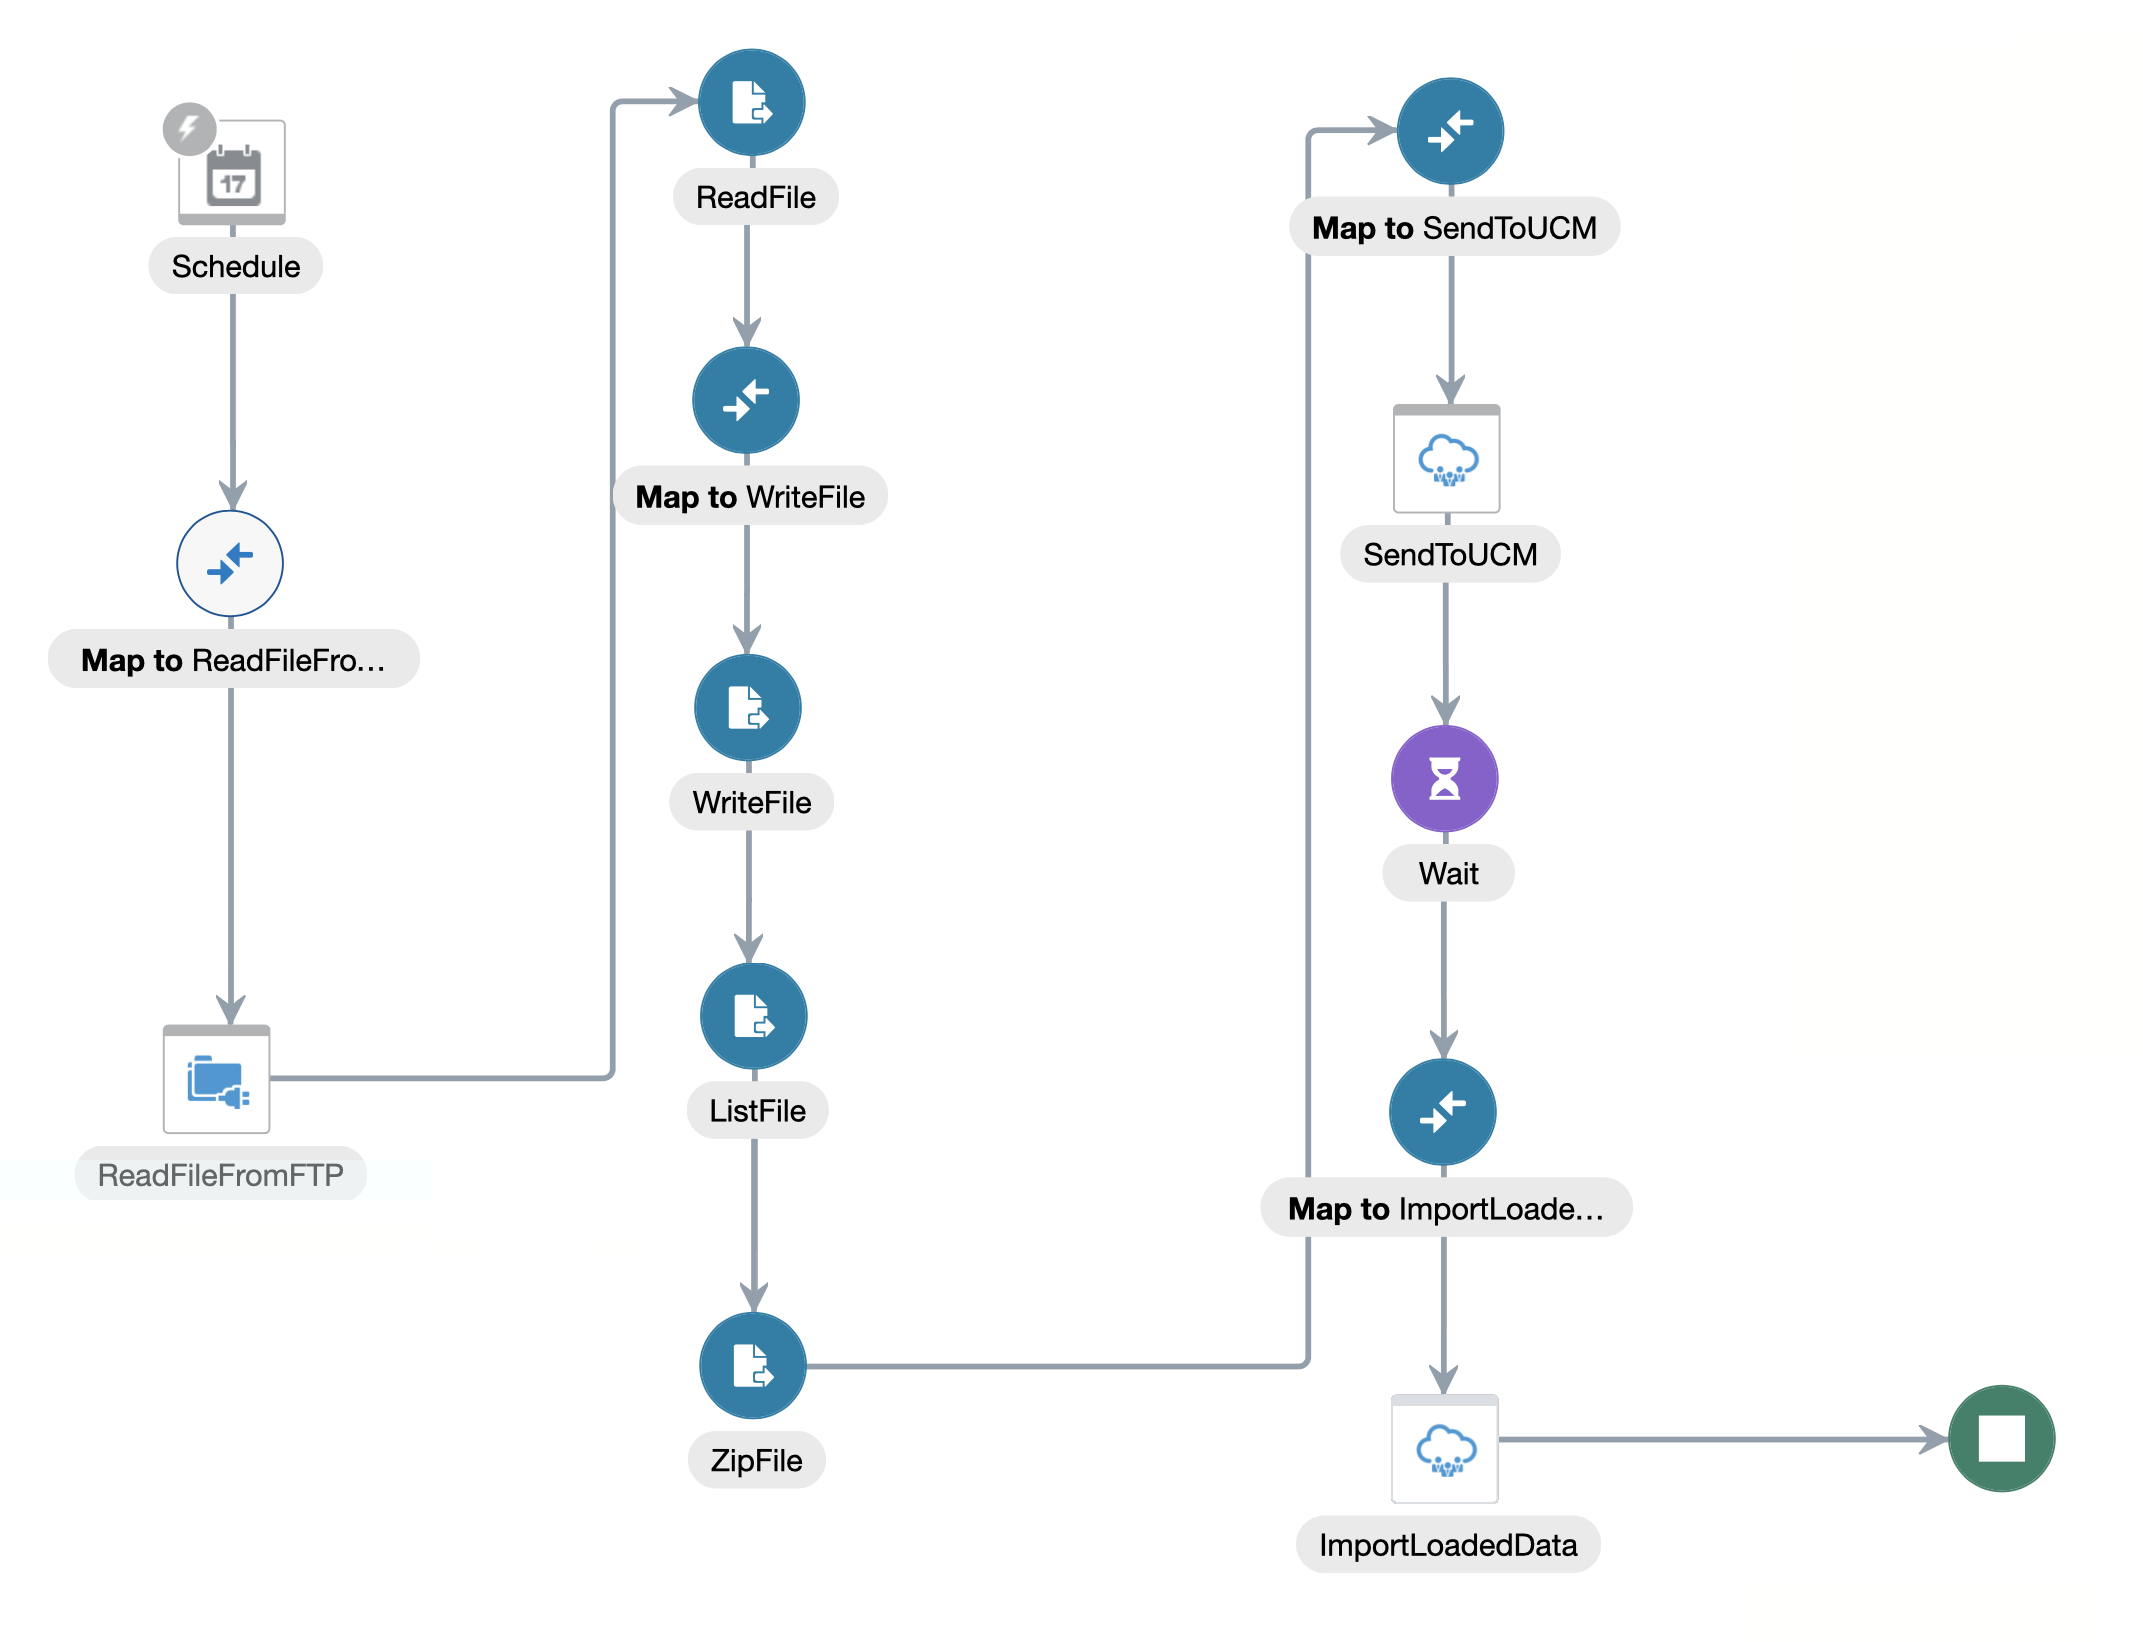 17
Schedule
Map to ReadFileFro...
ReadFileFromFTP
ReadFile
Map to WriteFile
WriteFile
ListFile
ZipFile
Map to SendToUCM
SendToUCM
Wait
Map to ImportLoade...
ImportLoadedData